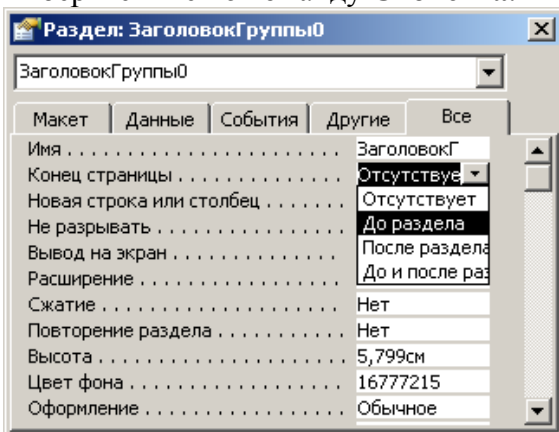 Раздел: ЗаголовокГруппы0
ЗаголовокГруппы0
Макет Данные События Другие Все
Имя . . . . . . . . . . . . . . . . . . . . . . . ЗаголовокГ
Конец страницы . . . . . . . . . . . . . Отсутствуе
Новая строка или столбец . . . . . . . Отсутствует
Не разрывать . . . . . . . . . . . . . . . До раздела
Вывод на экран . . . . . . . . . . . . . . После раздела
Расширение . . . . . . . . . . . . . . . . До и после раз
Сжатие . . . . . . . . . . . . . . . . . . . . Нет
Повторение раздела . . . . . . . . . . Нет
Высота . . . . . . . . . . . . . . . . . . . . 5,799см
Цвет фона . . . . . . . . . . . . . . . . . 16777215
Оформление . . . . . . . . . . . . . . . . Обычное